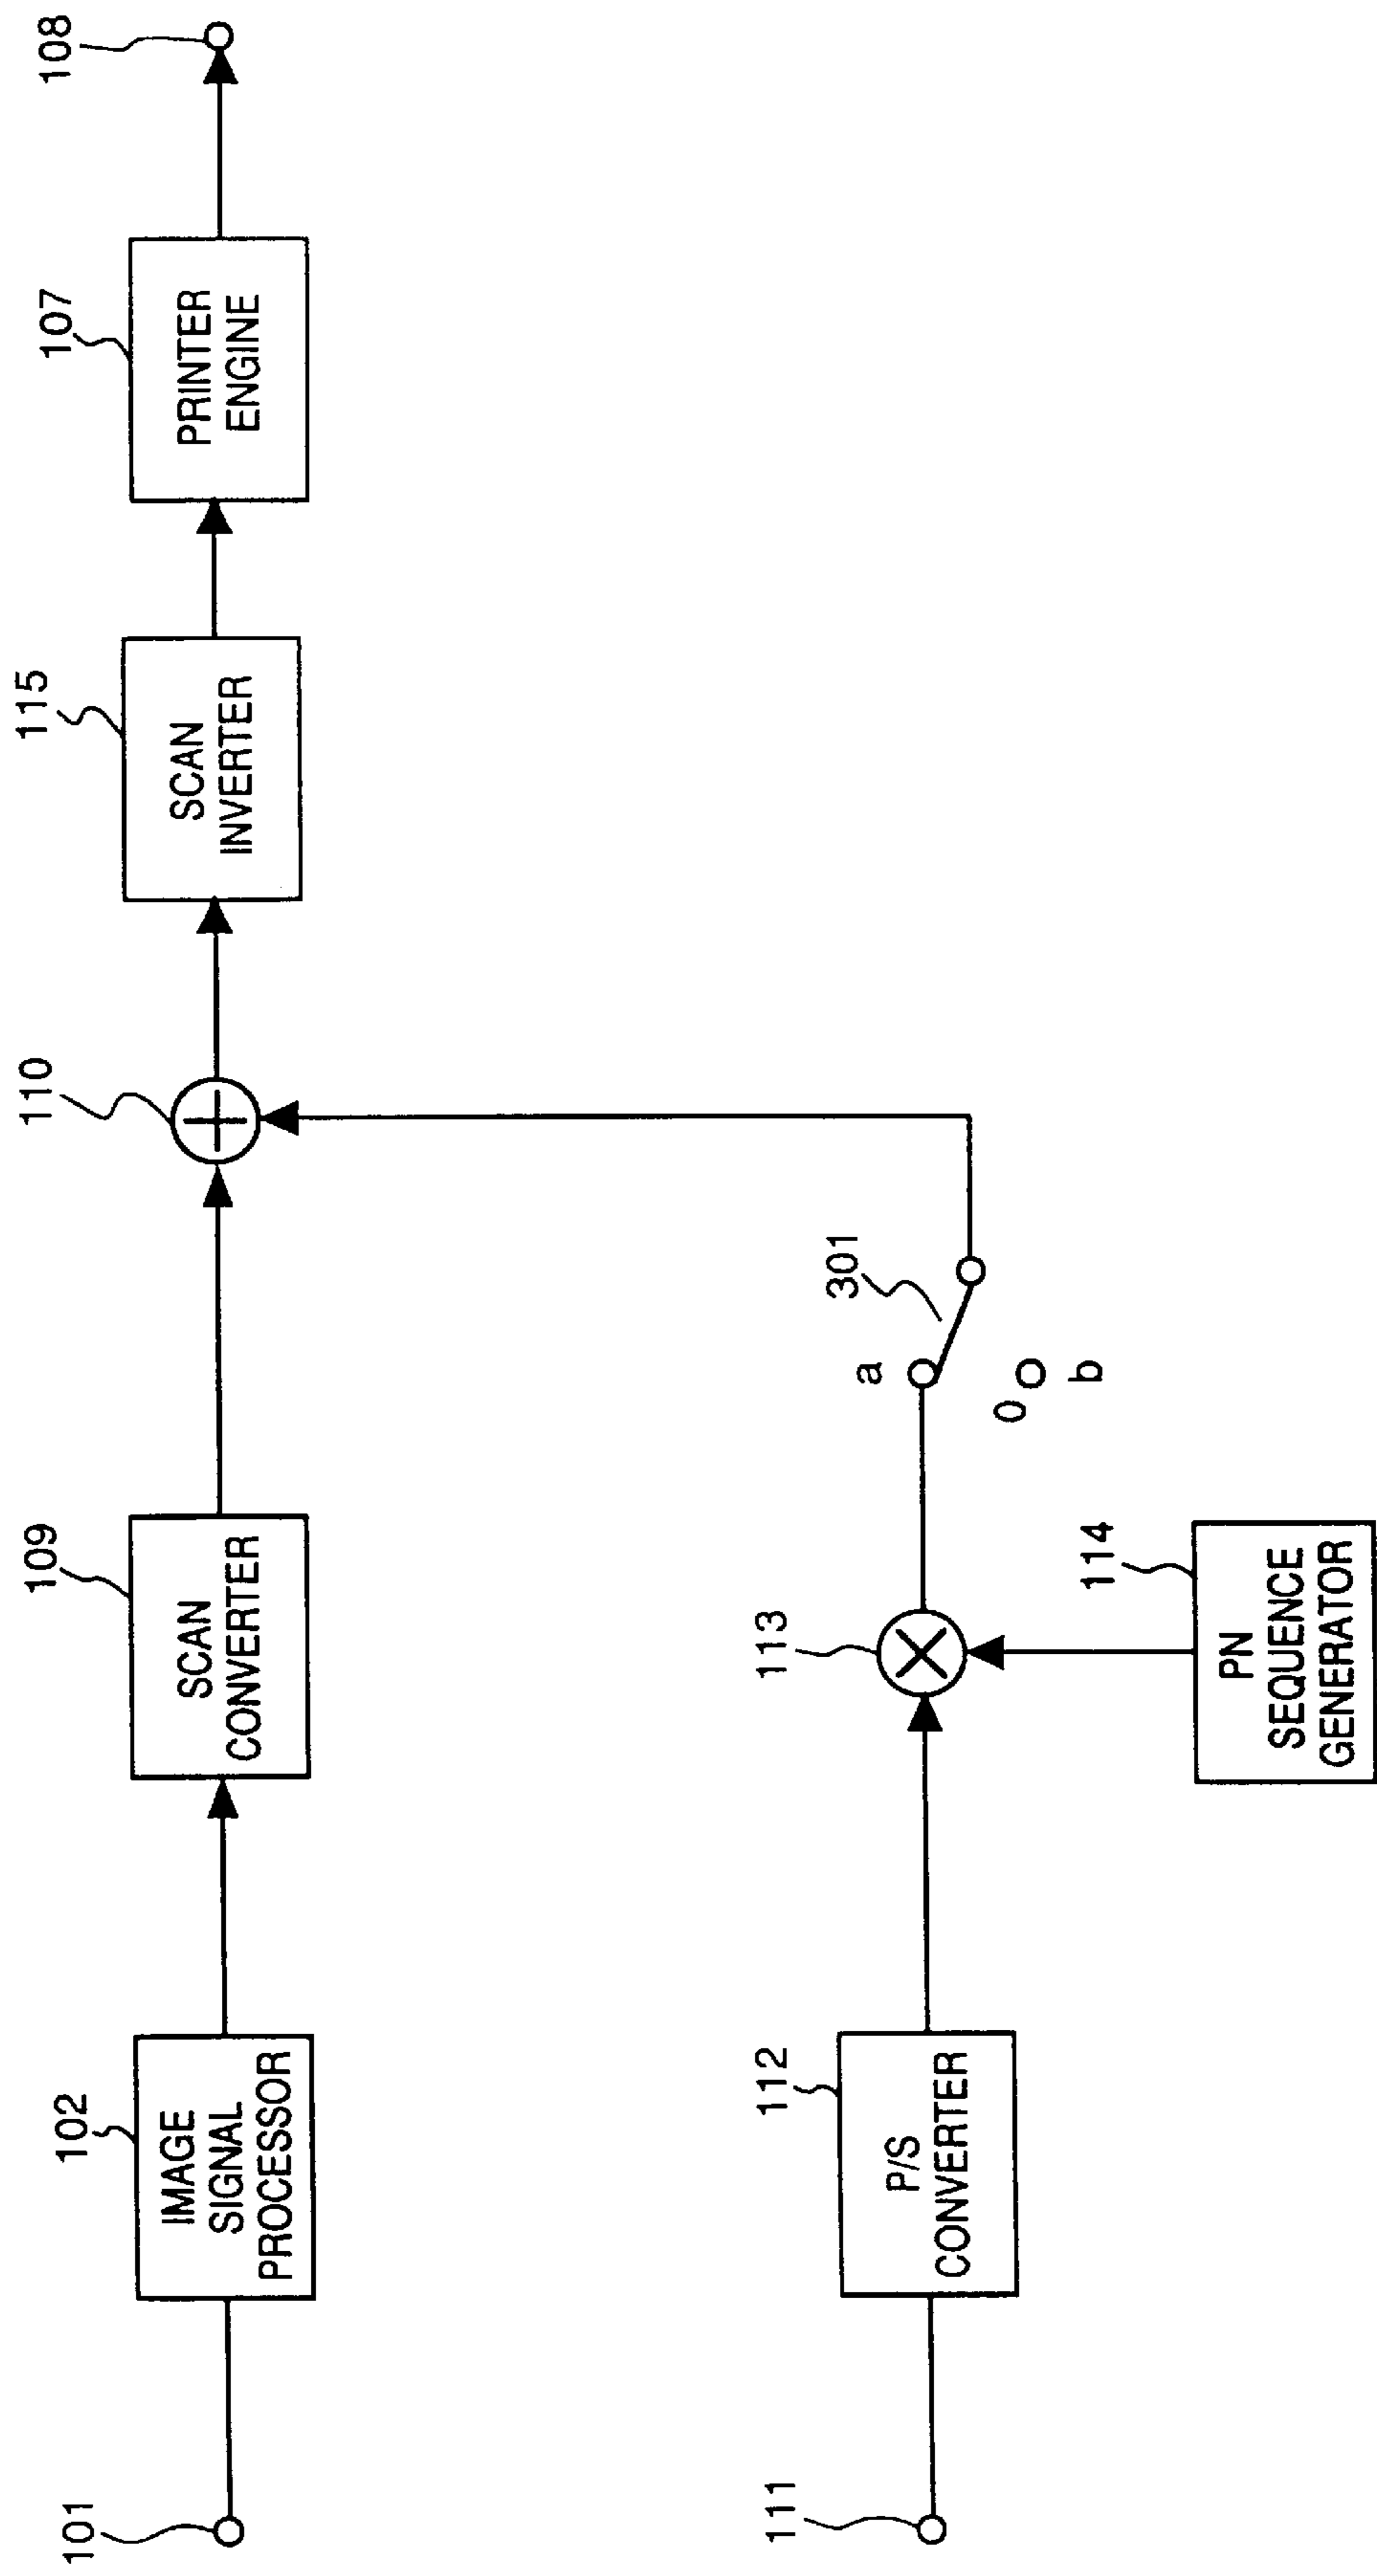 101
102
IMAGE
SIGNAL
PROCESSOR
109
SCAN
CONVERTER
110
115
SCAN
INVERTER
107
PRINTER
ENGINE
108
111
112
P/S
CONVERTER
113
114
PN
SEQUENCE
GENERATOR
a
0
b
301